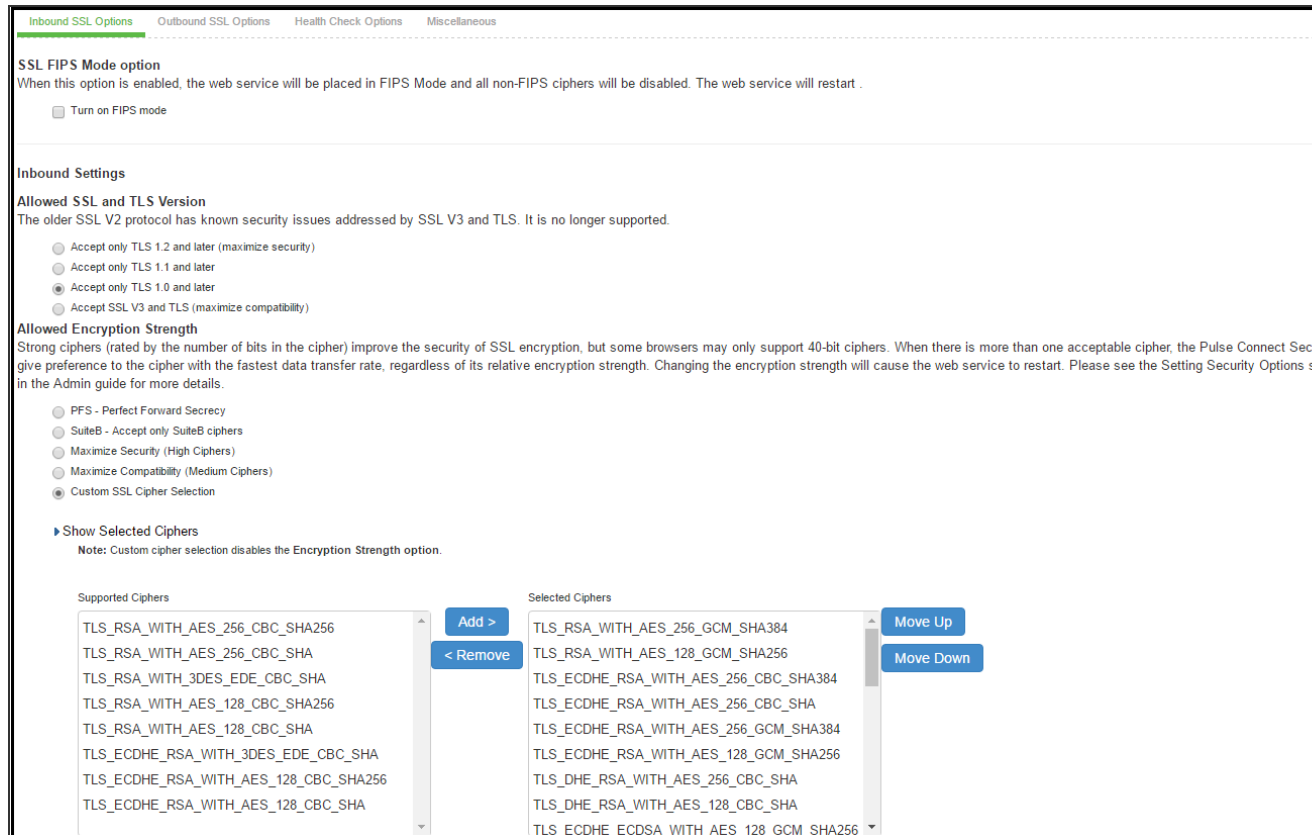 Inbound SSL Options Outbound SSL Options Health Check Options Miscellaneous
SSL FIPS Mode option
When this option is enabled, the web service will be placed in FIPS Mode and all non-FIPS ciphers will be disabled. The web service will restart .
Turn on FIPS mode
Inbound Settings
Allowed SSL and TLS Version
The older SSL V2 protocol has known security issues addressed by SSL V3 and TLS. It is no longer supported.
Accept only TLS 1.2 and later (maximize security)
Accept only TLS 1.1 and later
Accept only TLS 1.0 and later
Accept SSL V3 and TLS (maximize compatibility)
Allowed Encryption Strength
Strong ciphers (rated by the number of bits in the cipher) improve the security of SSL encryption, but some browsers may only support 40-bit ciphers. When there is more than one acceptable cipher, the Pulse Connect Sec
give preference to the cipher with the fastest data transfer rate, regardless of its relative encryption strength. Changing the encryption strength will cause the web service to restart. Please see the Setting Security Options s
in the Admin guide for more details.
PFS - Perfect Forward Secrecy
SuiteB - Accept only SuiteB ciphers
Maximize Security (High Ciphers)
Maximize Compatibility (Medium Ciphers)
Custom SSL Cipher Selection
Show Selected Ciphers
Note: Custom cipher selection disables the Encryption Strength option.
Supported Ciphers
TLS_RSA_WITH_AES_256_CBC_SHA256
TLS_RSA_WITH_AES_256_CBC_SHA
TLS_RSA_WITH_3DES_EDE_CBC_SHA
TLS_RSA_WITH_AES_128_CBC_SHA256
TLS_RSA_WITH_AES_128_CBC_SHA
TLS_ECDHE_RSA_WITH_3DES_EDE_CBC_SHA
TLS_ECDHE_RSA_WITH_AES_128_CBC_SHA256
TLS_ECDHE_RSA_WITH_AES_128_CBC_SHA
Add >
< Remove
Selected Ciphers
TLS_RSA_WITH_AES_256_GCM_SHA384
TLS_RSA_WITH_AES_128_GCM_SHA256
TLS_ECDHE_RSA_WITH_AES_256_CBC_SHA384
TLS_ECDHE_RSA_WITH_AES_256_CBC_SHA
TLS_ECDHE_RSA_WITH_AES_256_GCM_SHA384
TLS_ECDHE_RSA_WITH_AES_128_GCM_SHA256
TLS_DHE_RSA_WITH_AES_256_CBC_SHA
TLS_DHE_RSA_WITH_AES_128_CBC_SHA
TLS_ECDHE_ECDSA_WITH_AES_128_GCM_SHA256
Move Up
Move Down